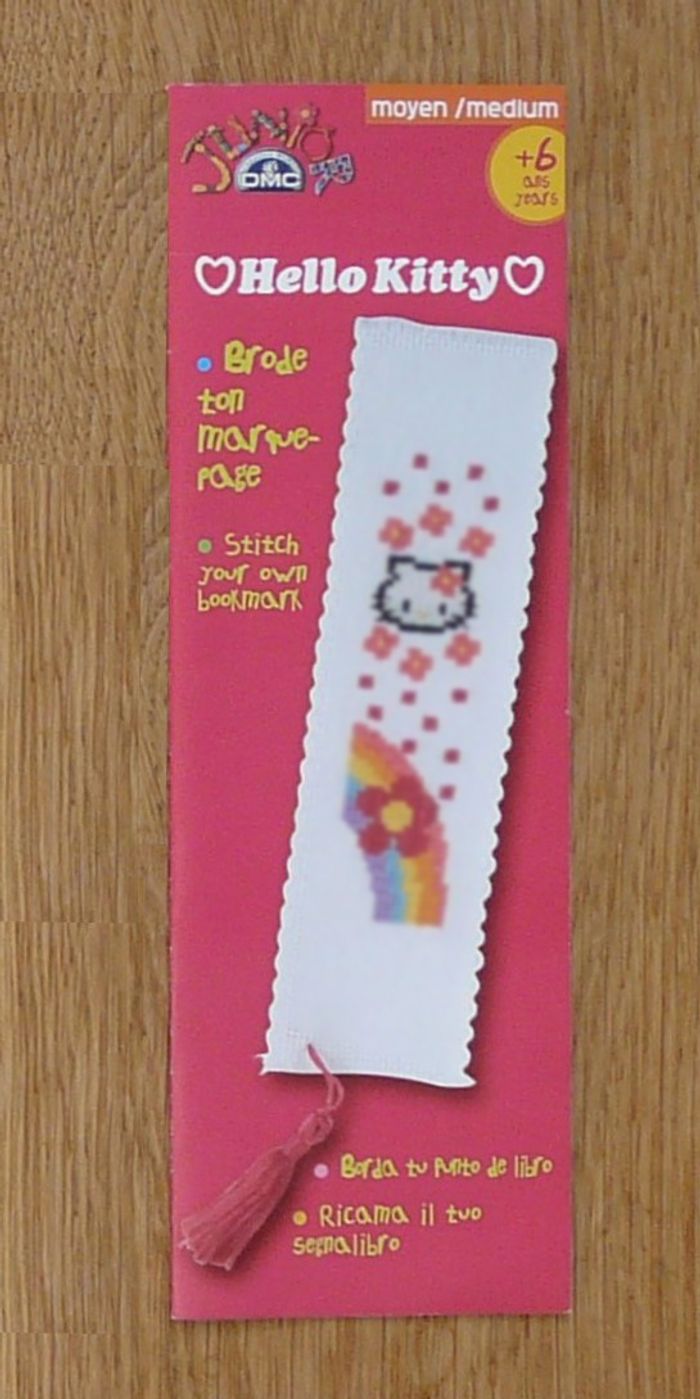 moyen /medium
JUNIOR
DMC
+6
ans
years
Hello Kitty
Brode
ton
marque-
page
Stitch
your own
bookmark
Borda tu punto de libro
Ricama il tuo
segnalibro